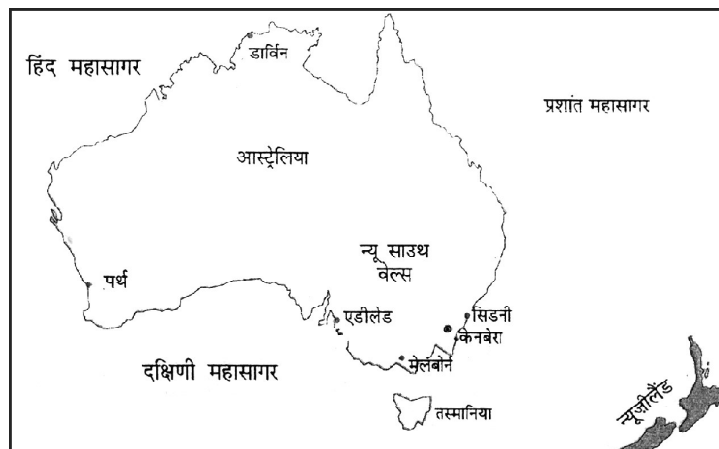 डार्विन
हिंद महासागर
प्रशांत महासागर
आस्ट्रेलिया
न्यू साउथ
वेल्स
पर्थ
एडीलेड
सिडनी
केनबेरा
मेलबोर्न
दक्षिणी महासागर
तस्मानिया
न्यूज़ीलैंड